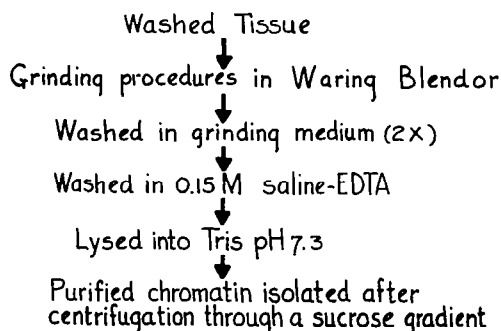 Washed Tissue
Grinding procedures in Waring Blendor
Washed in grinding medium (2x)
Washed in 0.15 M saline-EDTA
Lysed into Tris pH 7.3
Purified chromatin isolated after
centrifugation through a sucrose gradient